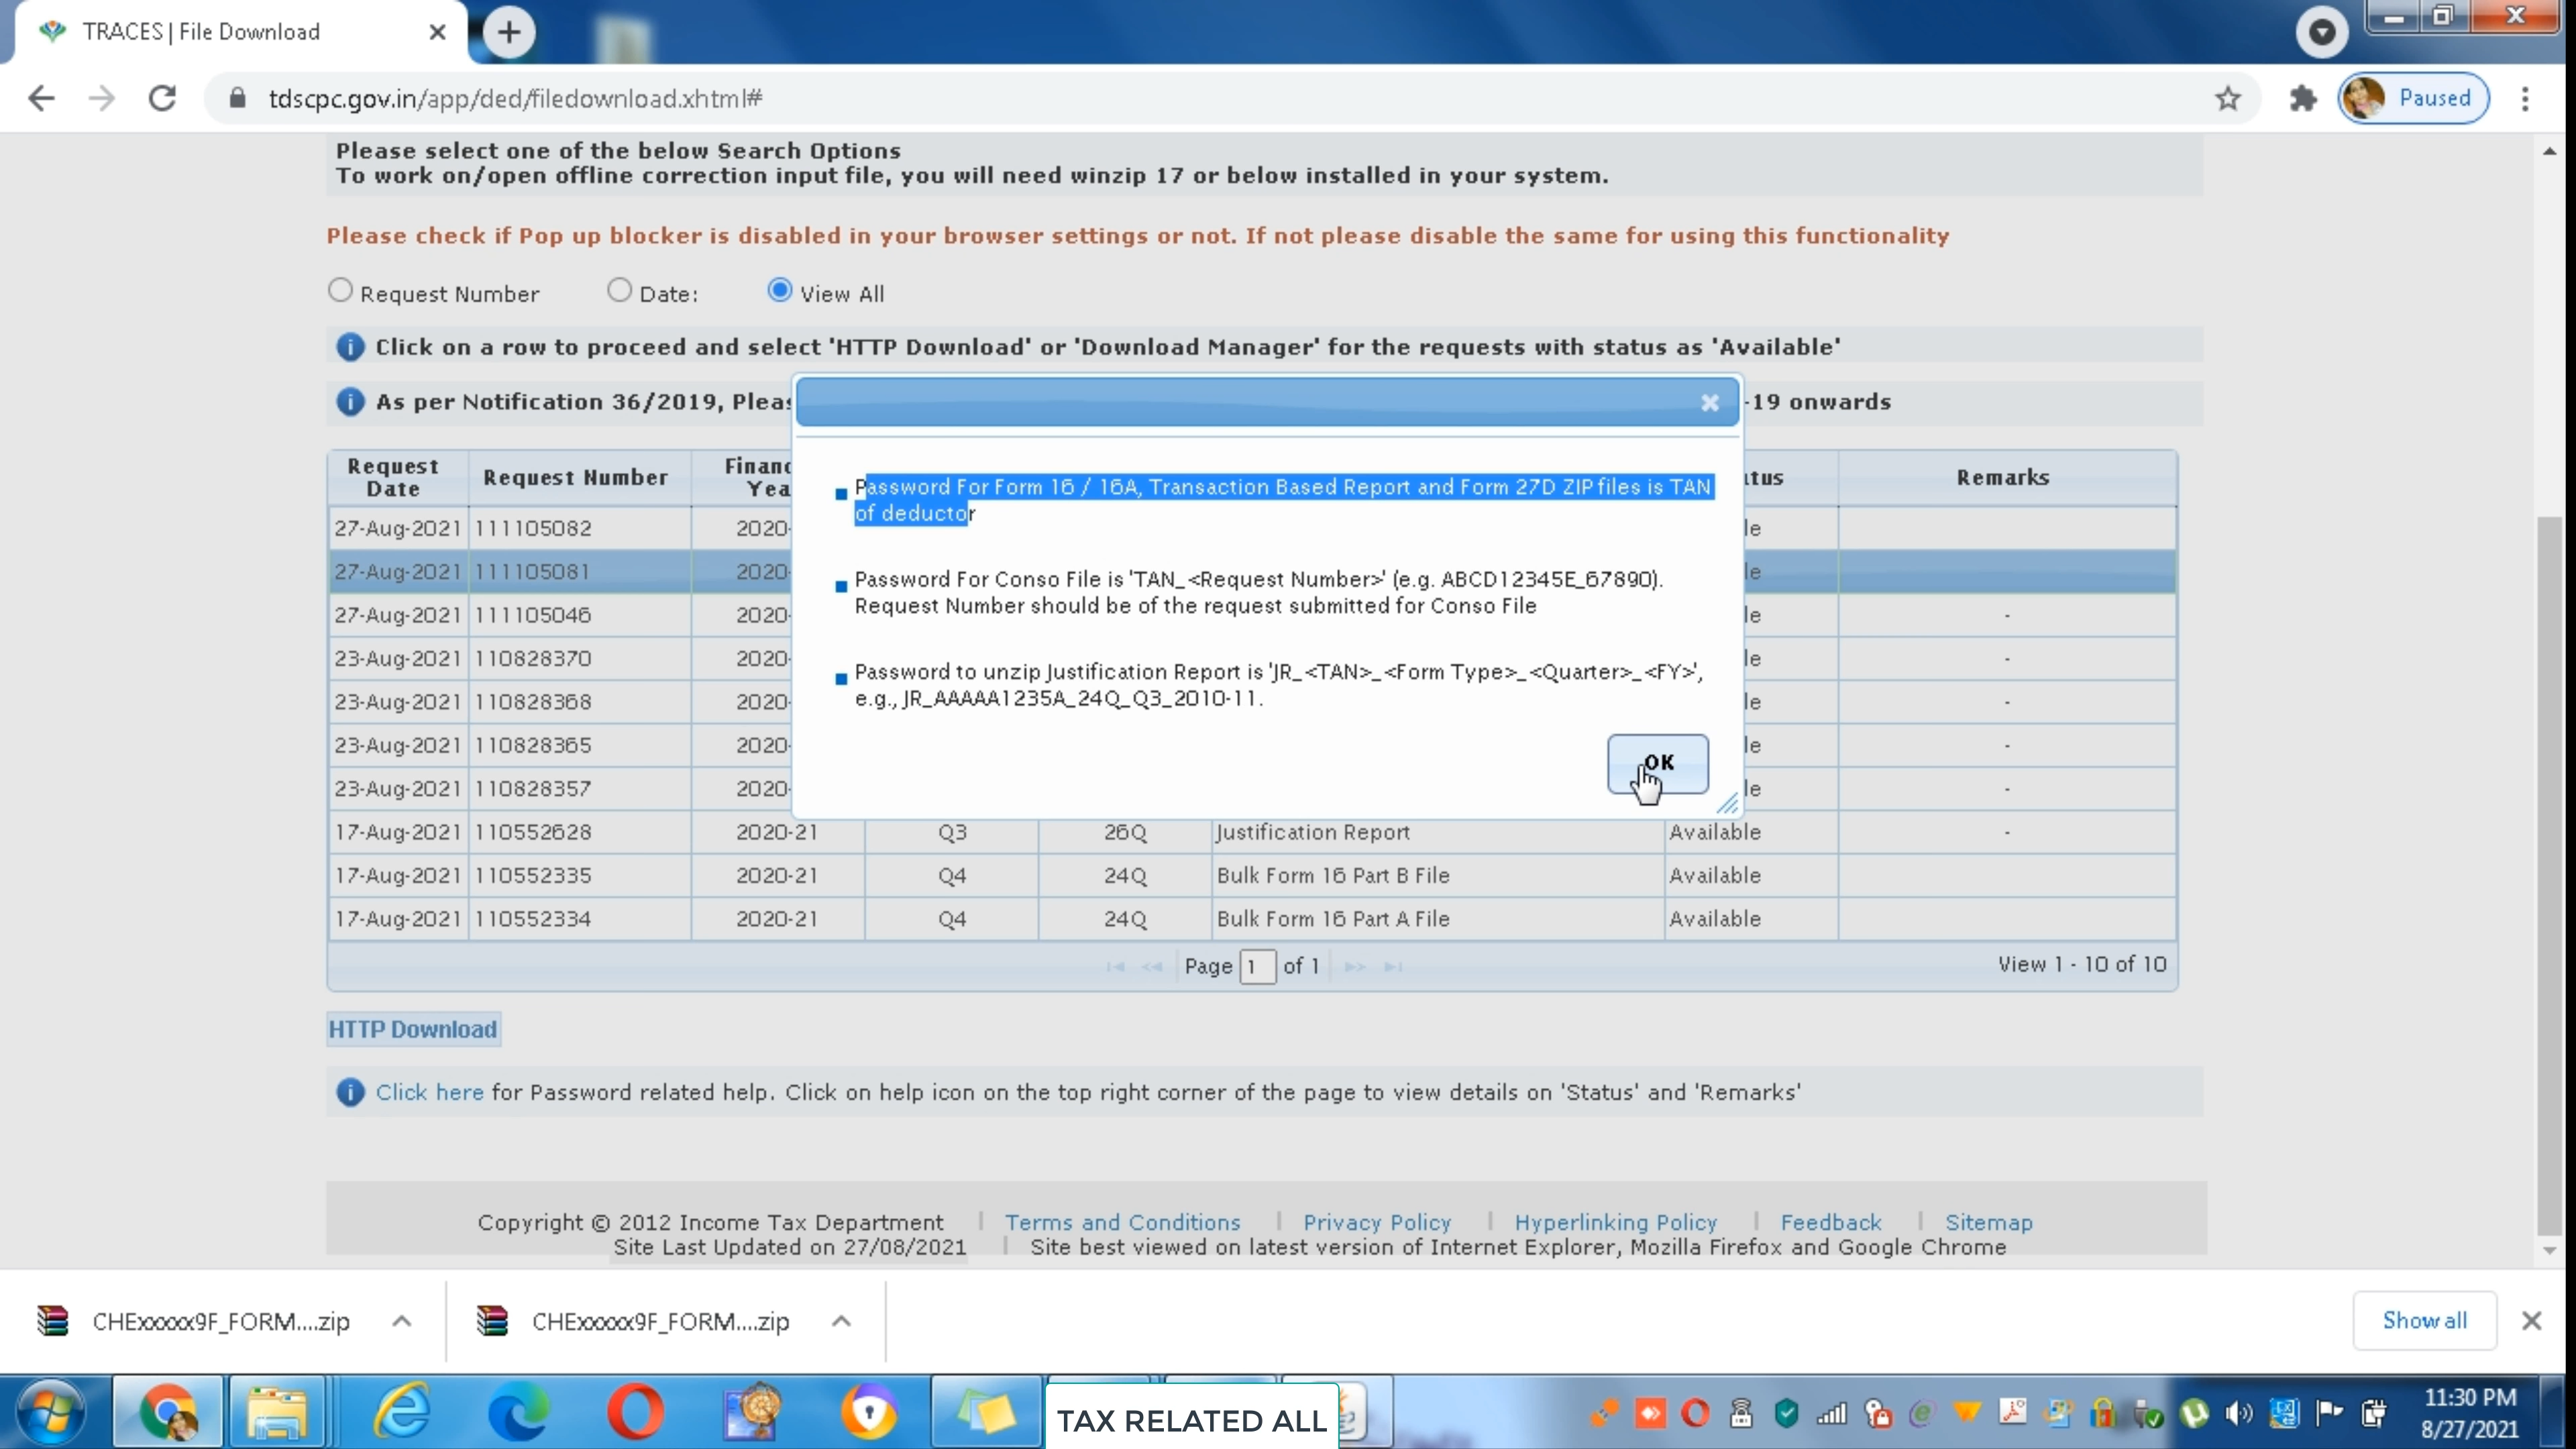 TRACES | File Download
tdscpc.gov.in/app/ded/filedownload.xhtml#
Paused
Please select one of the below Search Options
To work on/open offline correction input file, you will need winzip 17 or below installed in your system.
Please check if Pop up blocker is disabled in your browser settings or not. If not please disable the same for using this functionality
Request Number Date: View All
Click on a row to proceed and select 'HTTP Download' or 'Download Manager' for the requests with status as 'Available'
As per Notification 36/2019, -19 onwards
Request Date Request Number Remarks
Password For Form 16 / 16A, Transaction Based Report and Form 27D ZIP files is TAN
of deductor
Password For Conso File is 'TAN_<Request Number>' (e.g. ABCD12345E_67890).
Request Number should be of the request submitted for Conso File
Password to unzip Justification Report is 'JR_<TAN>_<Form Type>_<Quarter>_<FY>',
e.g., JR_AAAAA1235A_24Q_Q3_2010-11.
OK
27-Aug-2021 111105082 2020-
27-Aug-2021 111105081 2020-
27-Aug-2021 111105046 2020- -
23-Aug-2021 110828370 2020- -
23-Aug-2021 110828368 2020- -
23-Aug-2021 110828365 2020- -
23-Aug-2021 110828357 2020- -
17-Aug-2021 110552628 2020-21 Q3 26Q Justification Report Available -
17-Aug-2021 110552335 2020-21 Q4 24Q Bulk Form 16 Part B File Available
17-Aug-2021 110552334 2020-21 Q4 24Q Bulk Form 16 Part A File Available
Page 1 of 1 View 1 - 10 of 10
HTTP Download
Click here for Password related help. Click on help icon on the top right corner of the page to view details on 'Status' and 'Remarks'
Copyright © 2012 Income Tax Department Terms and Conditions Privacy Policy Hyperlinking Policy Feedback Sitemap
Site Last Updated on 27/08/2021 Site best viewed on latest version of Internet Explorer, Mozilla Firefox and Google Chrome
CHExxxxx9F_FORM....zip CHExxxxx9F_FORM....zip Show all
TAX RELATED ALL
11:30 PM
8/27/2021